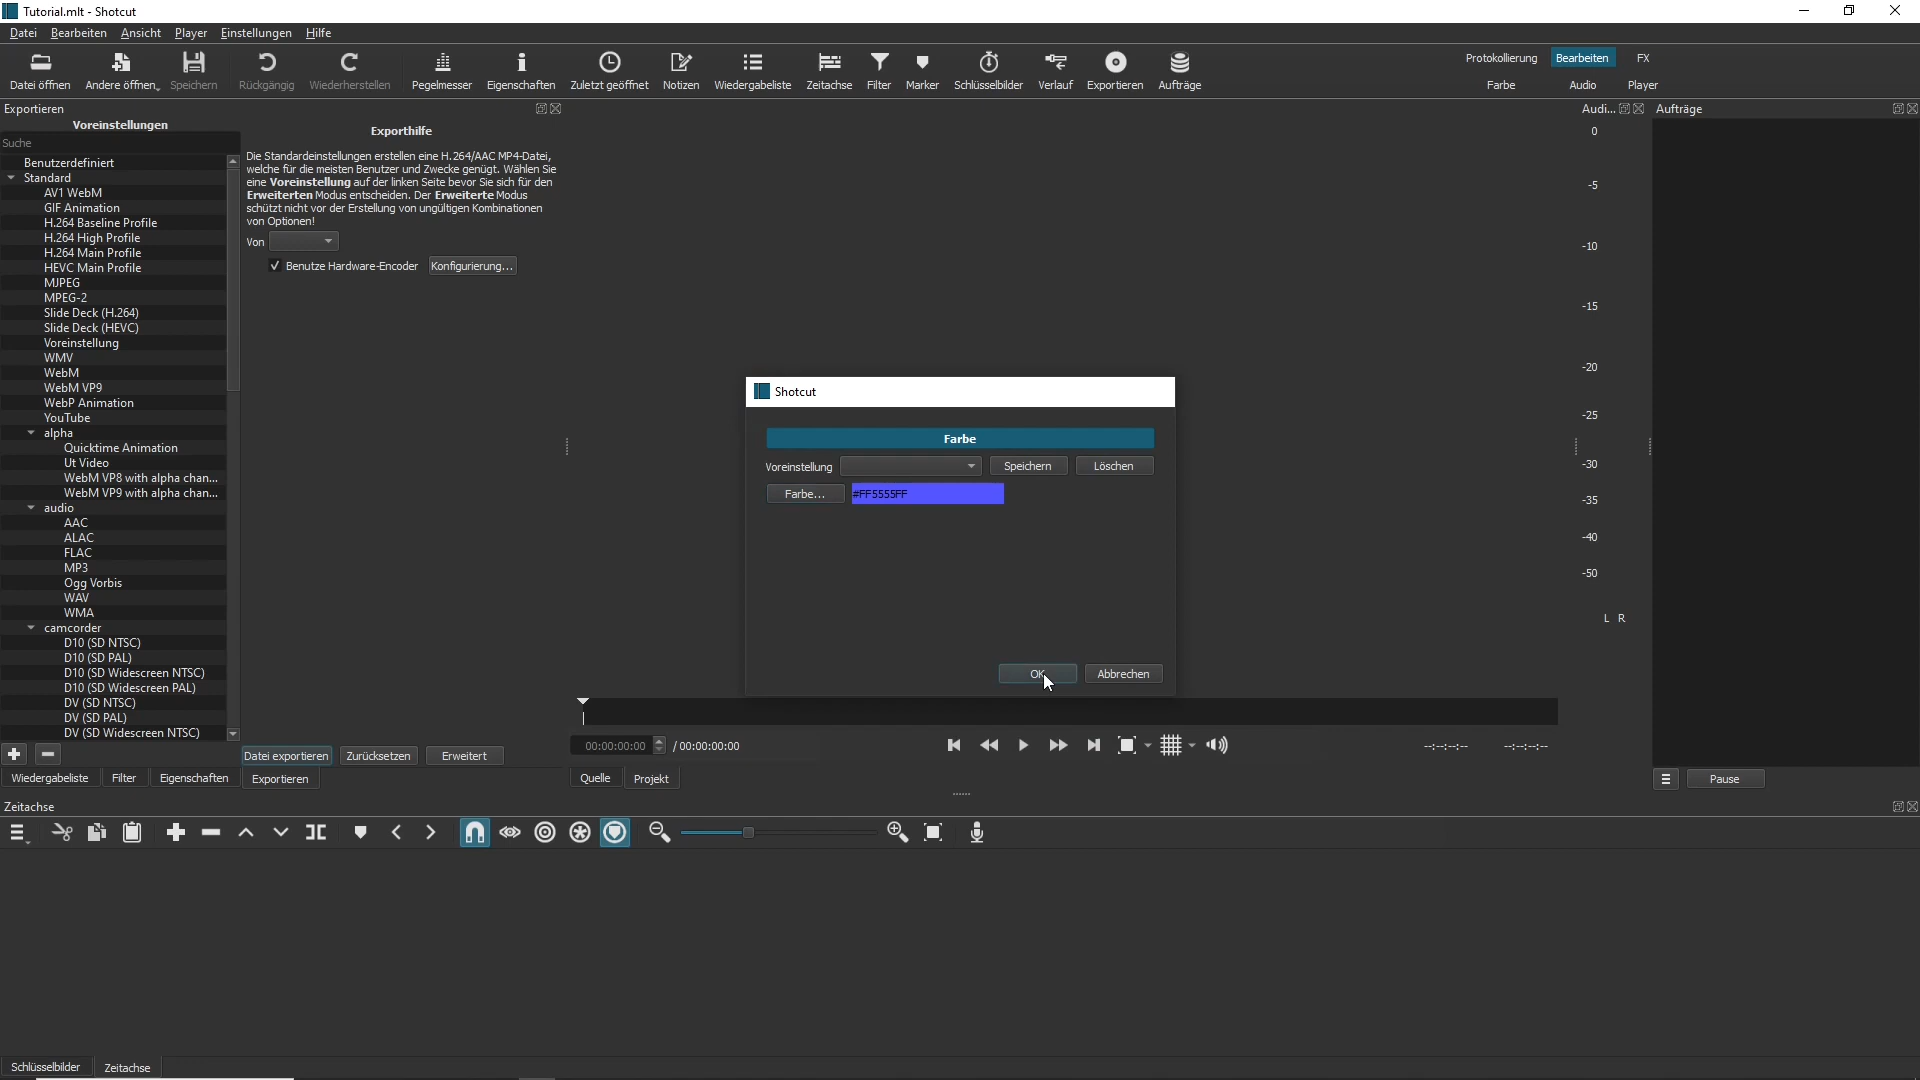 Tutorial.mlt - Shotcut
Datei Bearbeiten Ansicht Player Einstellungen Hilfe
Datei öffnen Andere öffnen Speichern Rückgängig Wiederherstellen Pegelmesser Eigenschaften Zuletzt geöffnet Notizen Wiedergabeliste Zeitachse Filter Marker Schlüsselbilder Verlauf Exportieren Aufträge
Protokollierung Bearbeiten FX
Farbe Audio Player
Exportieren
Voreinstellungen
Suche
Benutzerdefiniert
Standard
AV1 WebM
GIF Animation
H.264 Baseline Profile
H.264 High Profile
H.264 Main Profile
HEVC Main Profile
MJPEG
MPEG-2
Slide Deck (H.264)
Slide Deck (HEVC)
Voreinstellung
WMV
WebM
WebM VP9
WebP Animation
YouTube
alpha
Quicktime Animation
Ut Video
WebM VP8 with alpha chan...
WebM VP9 with alpha chan...
audio
AAC
ALAC
FLAC
MP3
Ogg Vorbis
WAV
WMA
camcorder
D10 (SD NTSC)
D10 (SD PAL)
D10 (SD Widescreen NTSC)
D10 (SD Widescreen PAL)
DV (SD NTSC)
DV (SD PAL)
DV (SD Widescreen NTSC)
Exporthilfe
Die Standardeinstellungen erstellen eine H.264/AAC MP4-Datei,
welche für die meisten Benutzer und Zwecke genügt. Wählen Sie
eine Voreinstellung auf der linken Seite bevor Sie sich für den
Erweiterten Modus entscheiden. Der Erweiterte Modus
schützt nicht vor der Erstellung von ungültigen Kombinationen
von Optionen!
Von
Benutze Hardware-Encoder Konfigurierung...
Datei exportieren Zurücksetzen Erweitert
Wiedergabeliste Filter Eigenschaften Exportieren
Shotcut
Farbe
Voreinstellung Speichern Löschen
Farbe... #FF5555FF
OK Abbrechen
00:00:00:00 / 00:00:00:00
--:--:--:-- --:--:--:--
Quelle Projekt
Audi...
0
-5
-10
-15
-20
-25
-30
-35
-40
-50
L R
Aufträge
Pause
Zeitachse
Schlüsselbilder Zeitachse